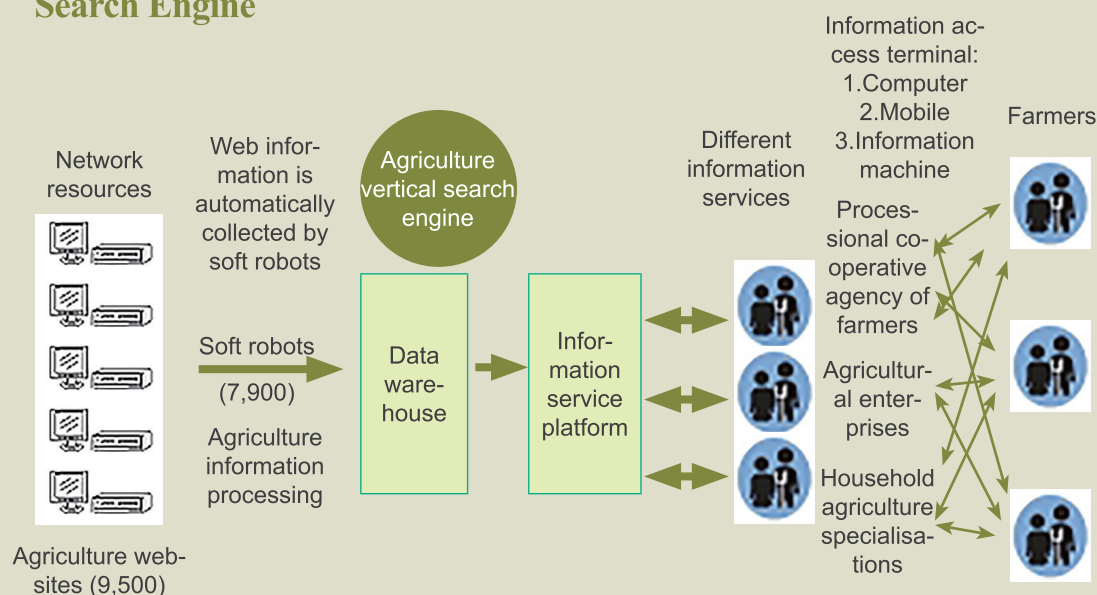 Search Engine
Network
resources
Agriculture web-
sites (9,500)
Web infor-
mation is
automatically
collected by
soft robots
Soft robots
(7,900)
Agriculture
information
processing
Agriculture
vertical search
engine
Data
ware-
house
Infor-
mation
service
platform
Different
information
services
Information ac-
cess terminal:
1.Computer
2.Mobile
3.Information
machine
Proces-
sional co-
operative
agency of
farmers
Agricultur-
al enter-
prises
Household
agriculture
specialisa-
tions
Farmers